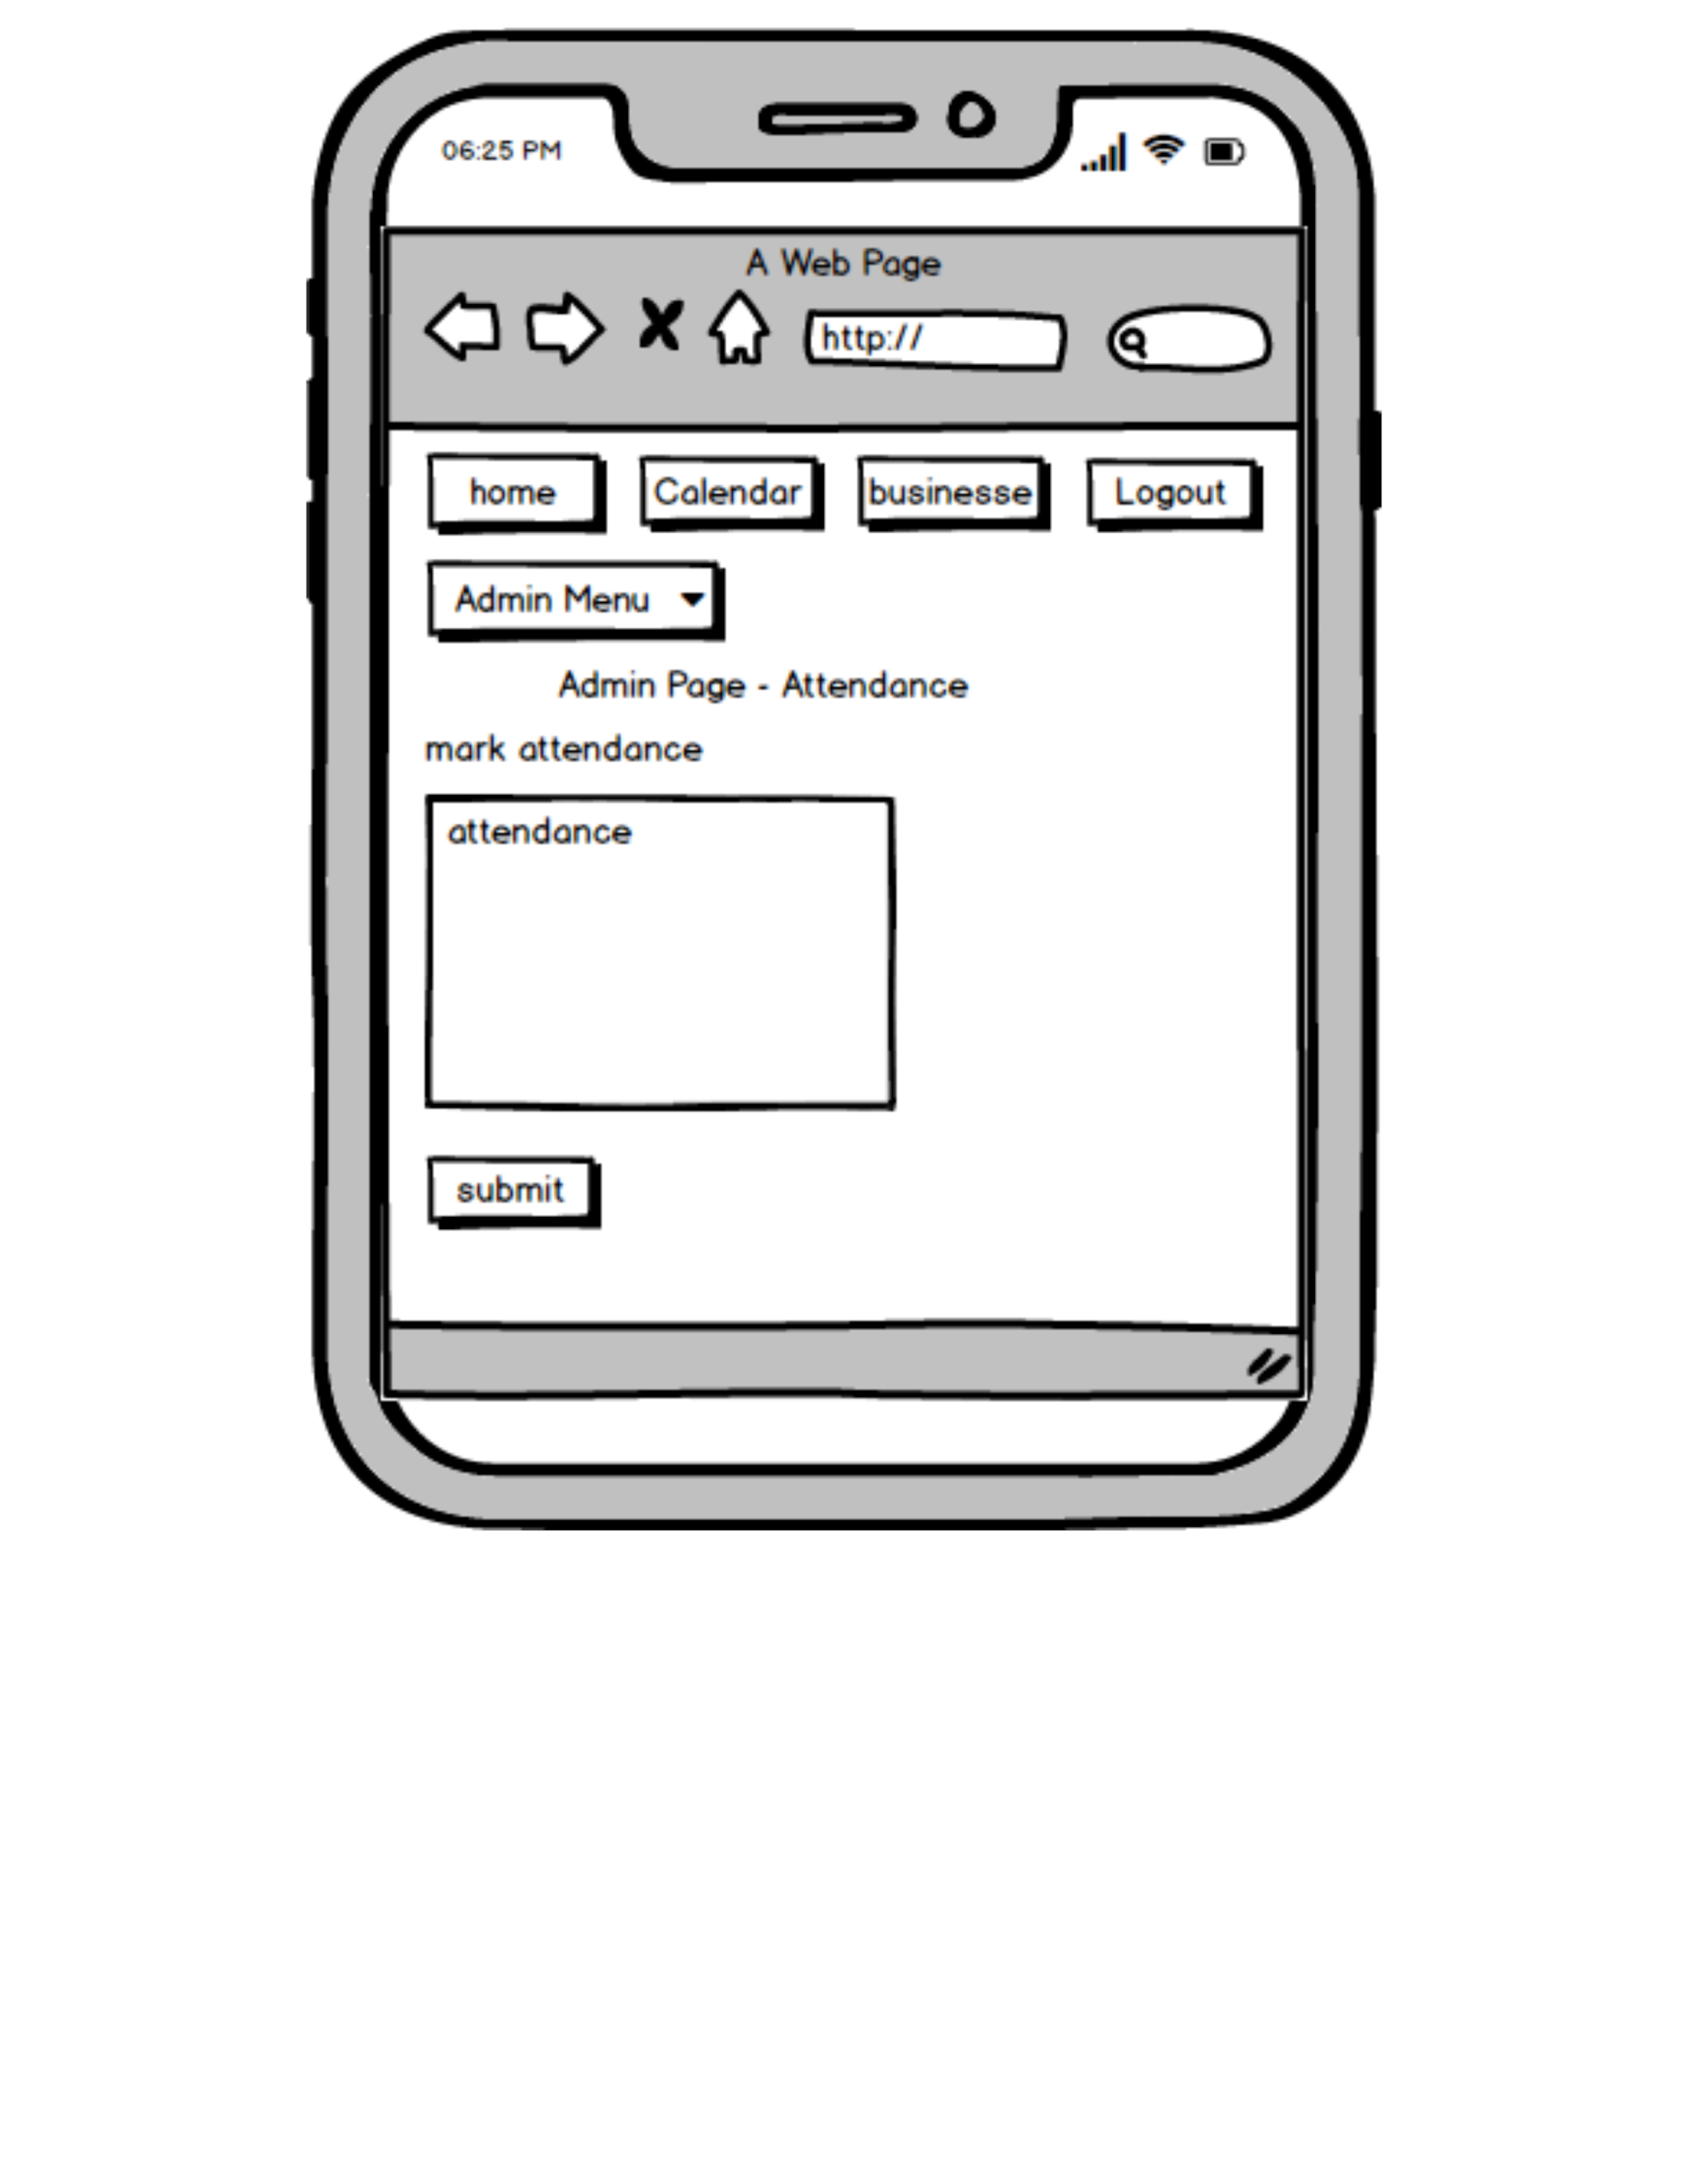 06:25 PM
A Web Page
http://
home Calendar businesse Logout
Admin Menu
Admin Page - Attendance
mark attendance
attendance
submit